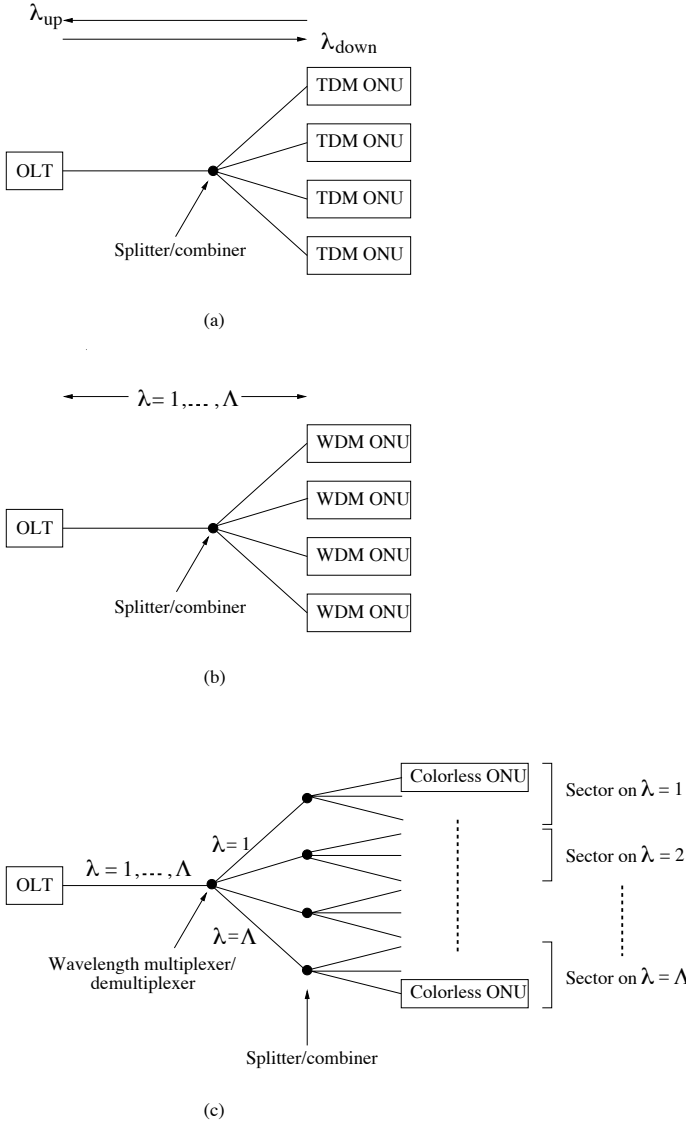 λup
λdown
TDM ONU
TDM ONU
OLT
TDM ONU
TDM ONU
Splitter/combiner
(a)
λ = 1, ... , Λ
WDM ONU
WDM ONU
OLT
WDM ONU
WDM ONU
Splitter/combiner
(b)
Colorless ONU
Sector on λ = 1
λ = 1
Sector on λ = 2
λ = 1, ... , Λ
OLT
λ = Λ
Wavelength multiplexer/
demultiplexer
Sector on λ = Λ
Colorless ONU
Splitter/combiner
(c)